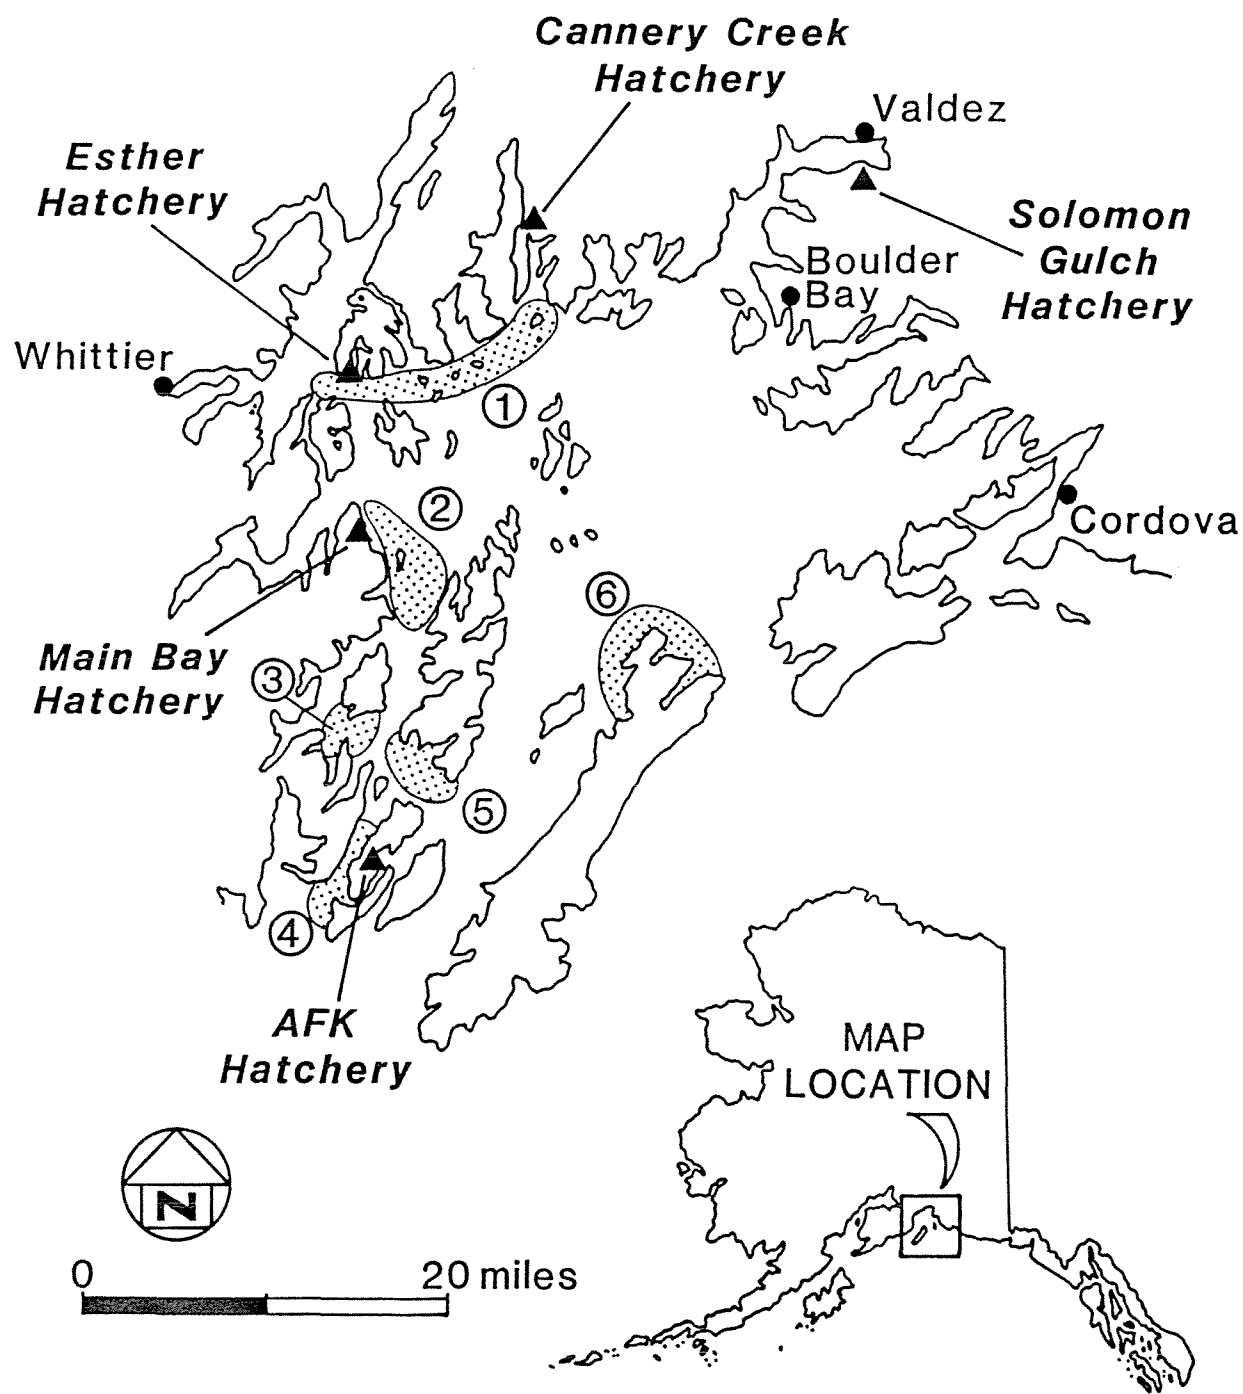 Cannery Creek
Hatchery
Valdez
Esther
Hatchery
Solomon
Gulch
Hatchery
Boulder
Bay
Whittier
1
2
Cordova
6
Main Bay
Hatchery
3
5
4
AFK
Hatchery
MAP
LOCATION
N
0 20 miles